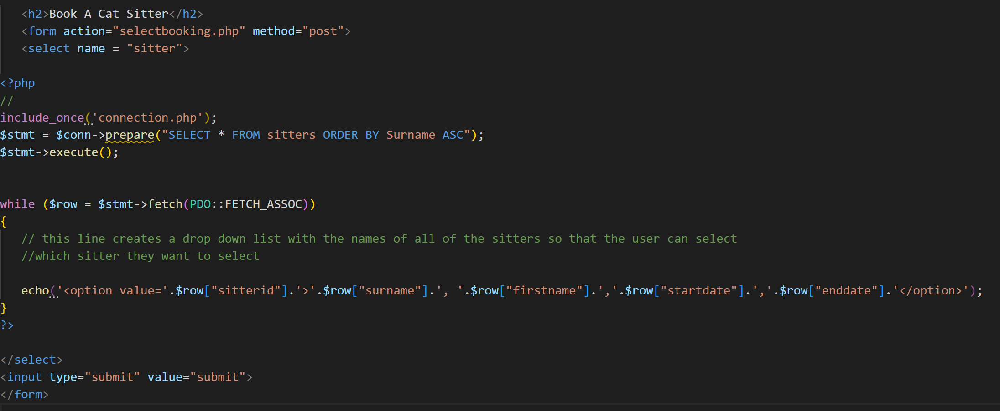 <h2>Book A Cat Sitter</h2>
<form action="selectbooking.php" method="post">
<select name = "sitter">
<?php
//
include_once('connection.php');
$stmt = $conn->prepare("SELECT * FROM sitters ORDER BY Surname ASC");
$stmt->execute();
while ($row = $stmt->fetch(PDO::FETCH_ASSOC))
{
// this line creates a drop down list with the names of all of the sitters so that the user can select
//which sitter they want to select
echo('<option value='.$row["sitterid"].'>'.$row["surname"].', '.$row["firstname"].','.$row["startdate"].','.$row["enddate"].'</option>');
}
?>
</select>
<input type="submit" value="submit">
</form>